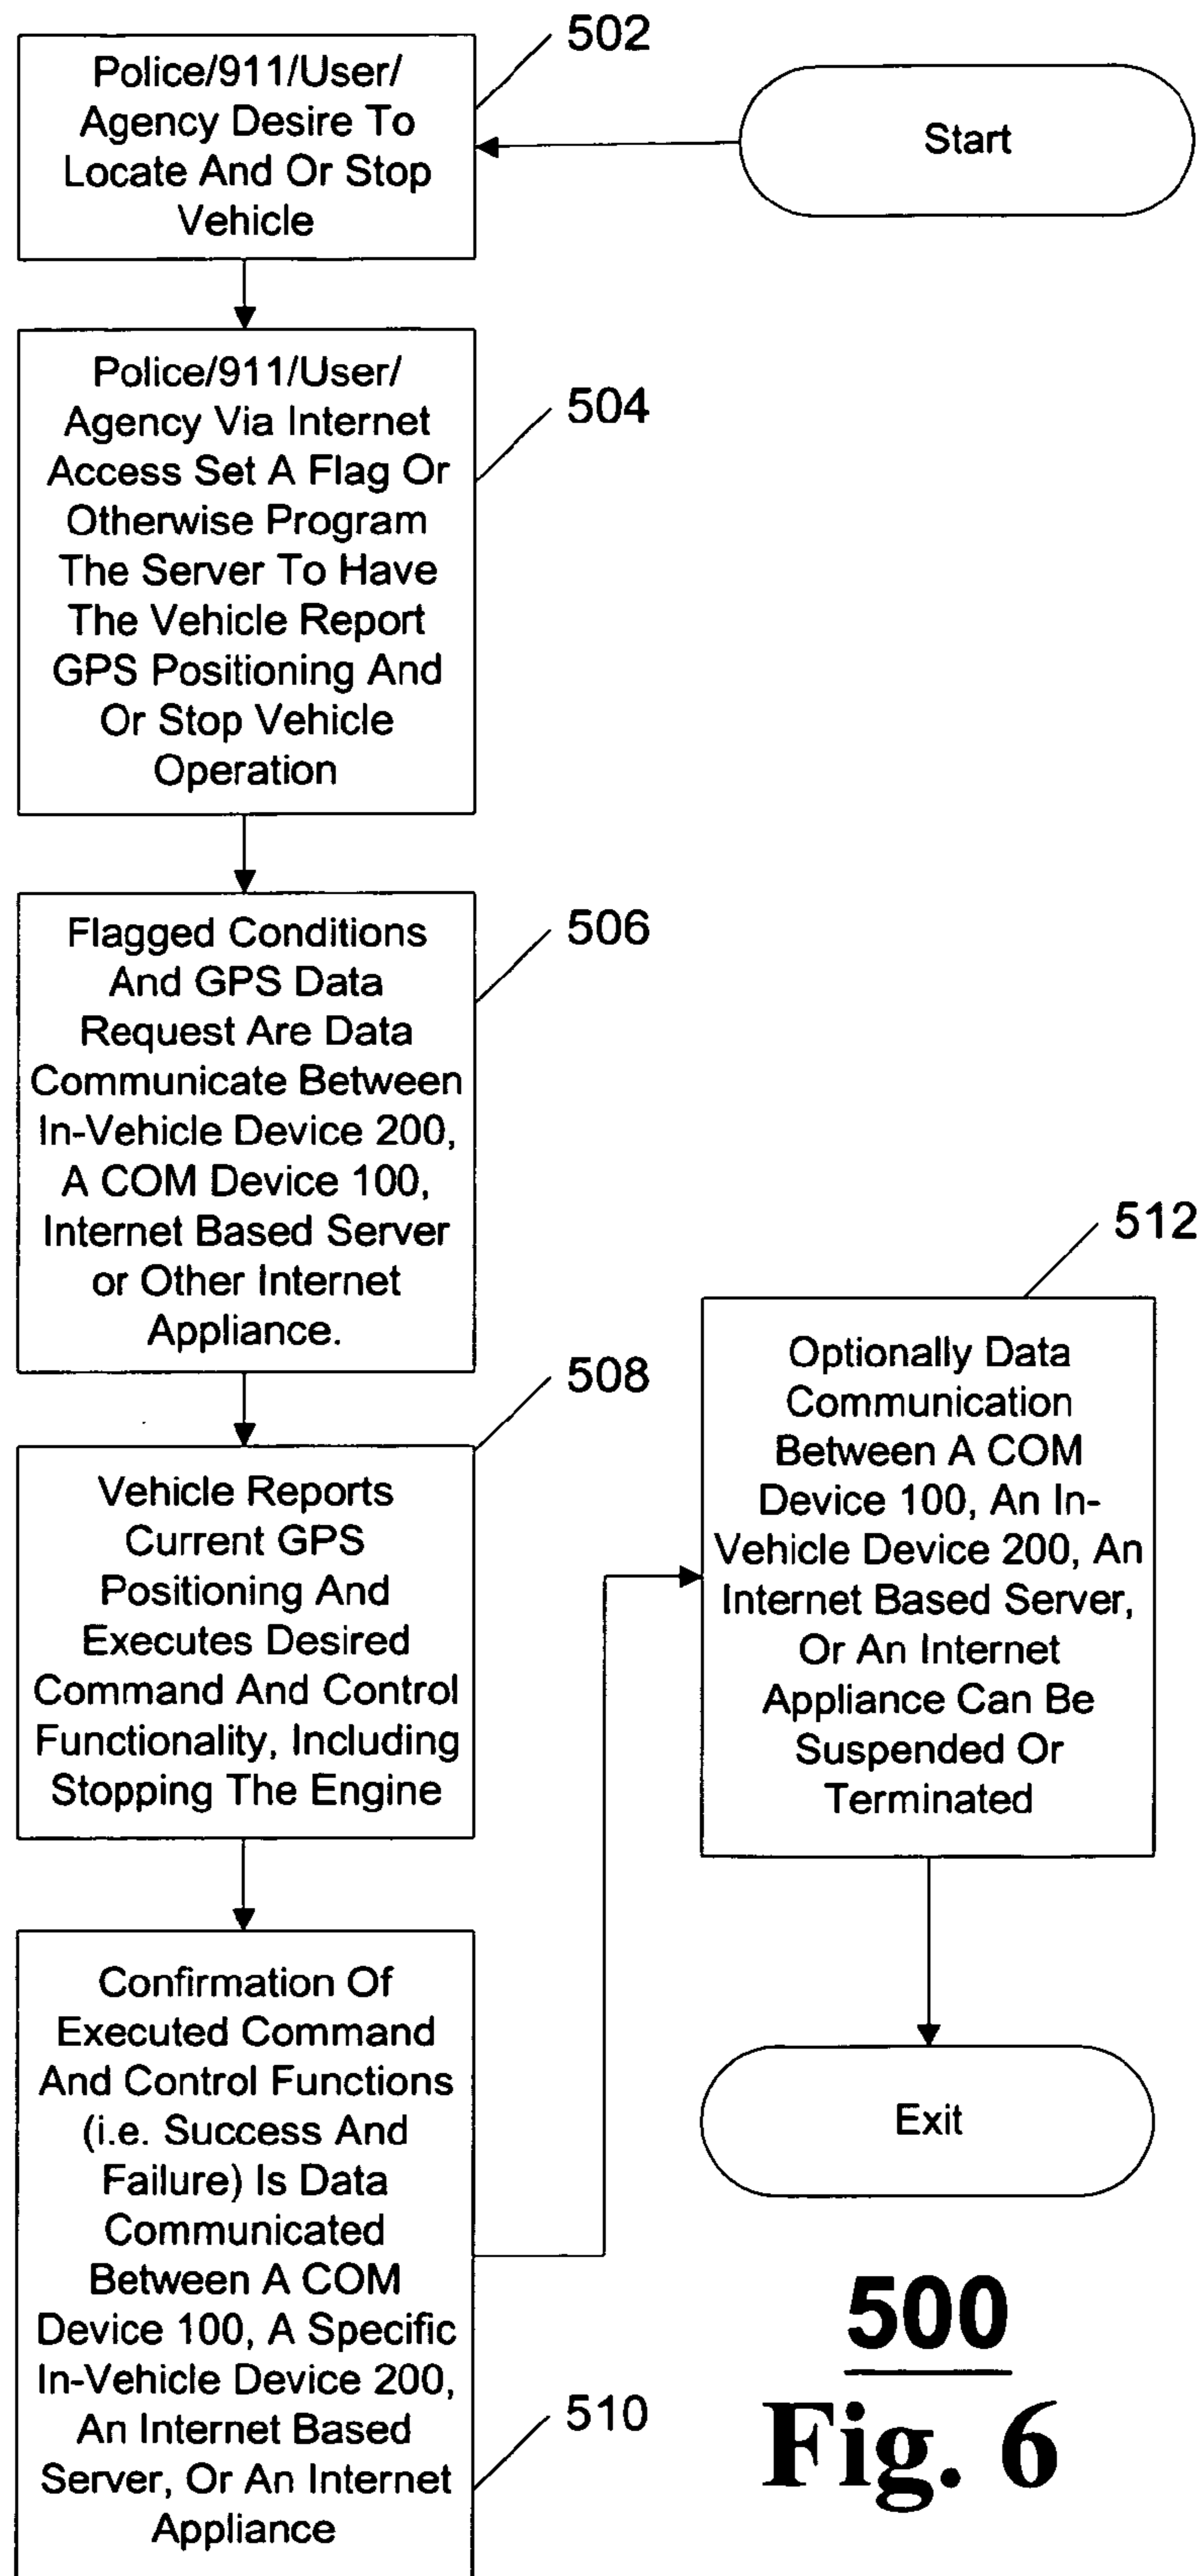 Start
502
Police/911/User/
Agency Desire To
Locate And Or Stop
Vehicle
504
Police/911/User/
Agency Via Internet
Access Set A Flag Or
Otherwise Program
The Server To Have
The Vehicle Report
GPS Positioning And
Or Stop Vehicle
Operation
506
Flagged Conditions
And GPS Data
Request Are Data
Communicate Between
In-Vehicle Device 200,
A COM Device 100,
Internet Based Server
or Other Internet
Appliance.
508
Vehicle Reports
Current GPS
Positioning And
Executes Desired
Command And Control
Functionality, Including
Stopping The Engine
510
Confirmation Of
Executed Command
And Control Functions
(i.e. Success And
Failure) Is Data
Communicated
Between A COM
Device 100, A Specific
In-Vehicle Device 200,
An Internet Based
Server, Or An Internet
Appliance
512
Optionally Data
Communication
Between A COM
Device 100, An In-
Vehicle Device 200, An
Internet Based Server,
Or An Internet
Appliance Can Be
Suspended Or
Terminated
Exit
500
Fig. 6